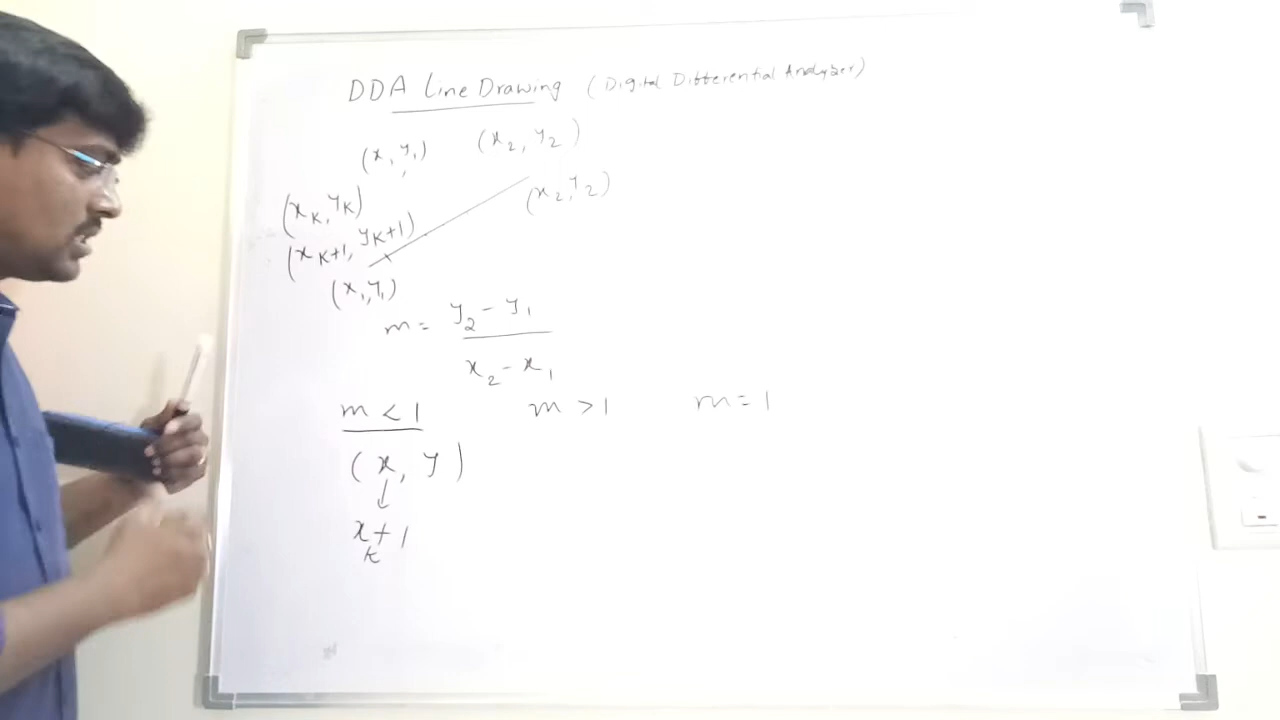 DDA Line Drawing (Digital Differential Analyzer)
(x1, y1) (x2, y2)
(xK, yK) (x2, y2)
(xK+1, yK+1)
(x1, y1)
m = y2 - y1
x2 - x1
m < 1 m > 1 m = 1
(x, y)
↓
xK + 1